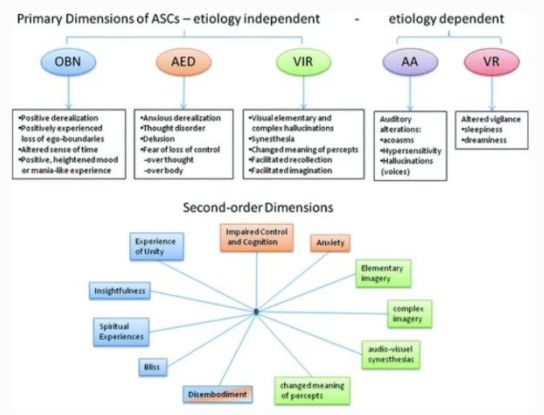 Primary Dimensions of ASCs – etiology independent - etiology dependent
OBN
AED
VIR
AA
VR
•Positive derealization
•Positively experienced
loss of ego-boundaries
•Altered sense of time
•Positive, heightened mood
or mania-like experience
•Anxious derealization
•Thought disorder
•Delusion
•Fear of loss of control
-over thought
-over body
•Visual elementary and
complex hallucinations
•Synesthesia
•Changed meaning of percepts
•Facilitated recollection
•Facilitated imagination
Auditory
alterations:
•acoasms
•Hypersensitivity
•Hallucinations
(voices)
Altered vigilance
•sleepiness
•dreaminess
Second-order Dimensions
Experience
of Unity
Impaired Control
and Cognition
Anxiety
Elementary
imagery
complex
imagery
audio-visuel
synesthesias
changed meaning
of percepts
Disembodiment
Bliss
Spiritual
Experiences
Insightfulness